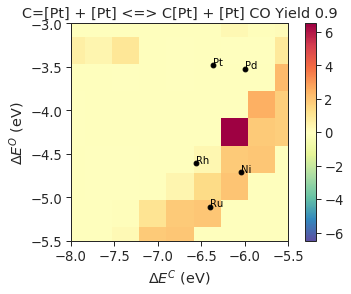 C=[Pt] + [Pt] <=> C[Pt] + [Pt] CO Yield 0.9
−3.0
−3.5
−4.0
−4.5
−5.0
−5.5
ΔE^O (eV)
Pt
Pd
Rh
Ni
Ru
−8.0 −7.5 −7.0 −6.5 −6.0 −5.5
ΔE^C (eV)
6
4
2
0
−2
−4
−6